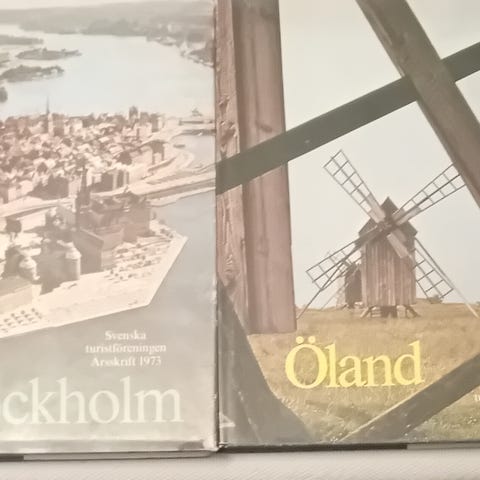 Svenska
turistföreningen
Årsskrift 1973
ckholm
Öland